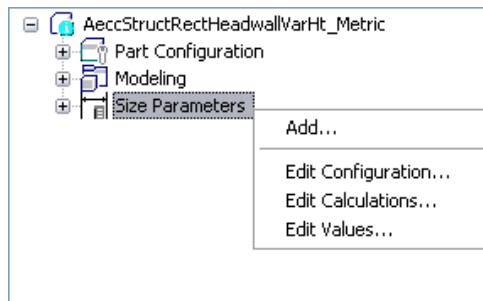 AeccStructRectHeadwallVarHt_Metric
Part Configuration
Modeling
Size Parameters
Add...
Edit Configuration...
Edit Calculations...
Edit Values...